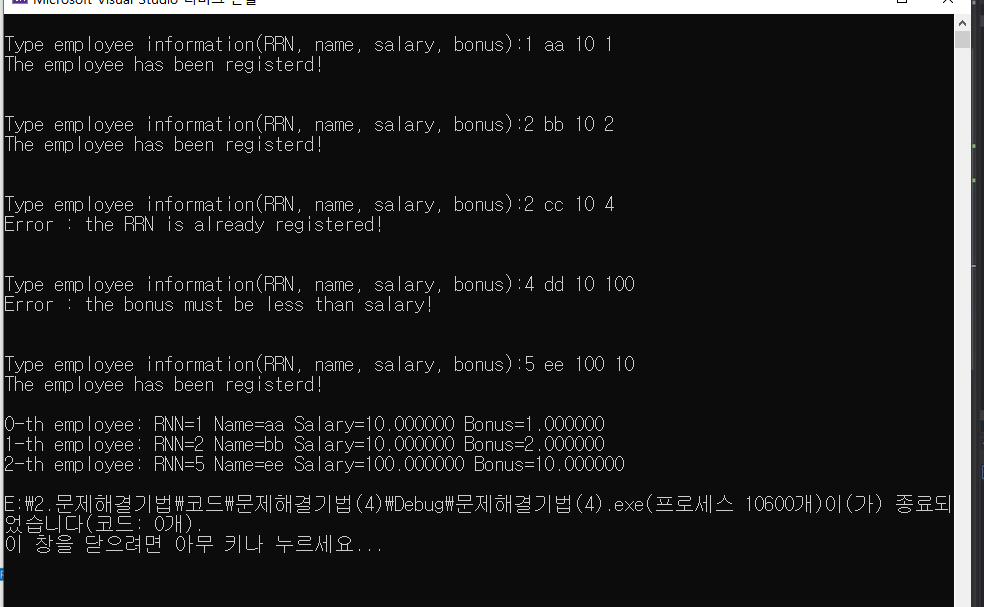 Microsoft Visual Studio 디버그 콘솔
Type employee information(RRN, name, salary, bonus):1 aa 10 1
The employee has been registerd!
Type employee information(RRN, name, salary, bonus):2 bb 10 2
The employee has been registerd!
Type employee information(RRN, name, salary, bonus):2 cc 10 4
Error : the RRN is already registered!
Type employee information(RRN, name, salary, bonus):4 dd 10 100
Error : the bonus must be less than salary!
Type employee information(RRN, name, salary, bonus):5 ee 100 10
The employee has been registerd!
0-th employee: RNN=1 Name=aa Salary=10.000000 Bonus=1.000000
1-th employee: RNN=2 Name=bb Salary=10.000000 Bonus=2.000000
2-th employee: RNN=5 Name=ee Salary=100.000000 Bonus=10.000000
E:₩2.문제해결기법₩코드₩문제해결기법(4)₩Debug₩문제해결기법(4).exe(프로세스 10600개)이(가) 종료되
었습니다(코드: 0개).
이 창을 닫으려면 아무 키나 누르세요...